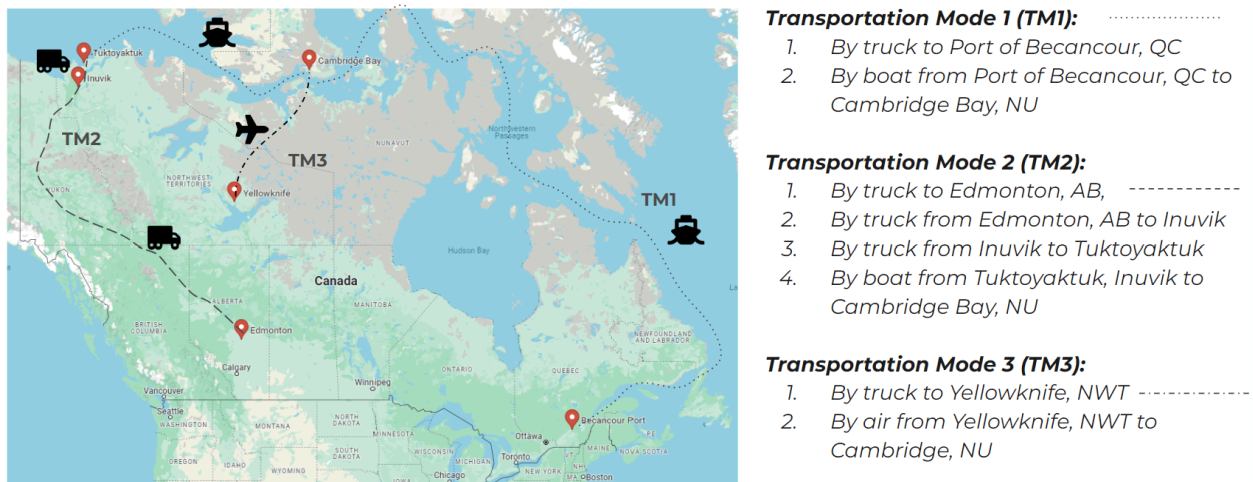 Tuktoyaktuk
Inuvik
Cambridge Bay
TM2
TM3
NUNAVUT
Northwestern
Passages
YUKON
NORTHWEST
TERRITORIES
Yellowknife
TM1
Hudson Bay
Canada
ALBERTA
MANITOBA
Edmonton
BRITISH
COLUMBIA
NEWFOUNDLAND
AND LABRADOR
Calgary
ONTARIO
QUEBEC
Winnipeg
Vancouver
Seattle
WASHINGTON
NORTH
DAKOTA
MONTANA
MINNESOTA
Becancour Port
Ottawa
PE
MAINE
NOVA SCOTIA
SOUTH
DAKOTA
WISCONSIN
Toronto
VT
OREGON
IDAHO
WYOMING
MICHIGAN
NEW YORK
NH
MA
Boston
Chicago
IOWA
Transportation Mode 1 (TM1):
1. By truck to Port of Becancour, QC
2. By boat from Port of Becancour, QC to
Cambridge Bay, NU
Transportation Mode 2 (TM2):
1. By truck to Edmonton, AB,
2. By truck from Edmonton, AB to Inuvik
3. By truck from Inuvik to Tuktoyaktuk
4. By boat from Tuktoyaktuk, Inuvik to
Cambridge Bay, NU
Transportation Mode 3 (TM3):
1. By truck to Yellowknife, NWT
2. By air from Yellowknife, NWT to
Cambridge, NU